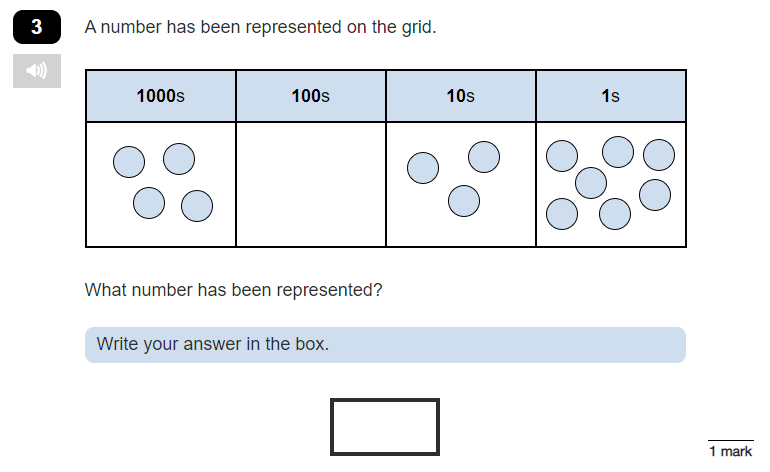 3
A number has been represented on the grid.
1000s 100s 10s 1s
What number has been represented?
Write your answer in the box.
1 mark